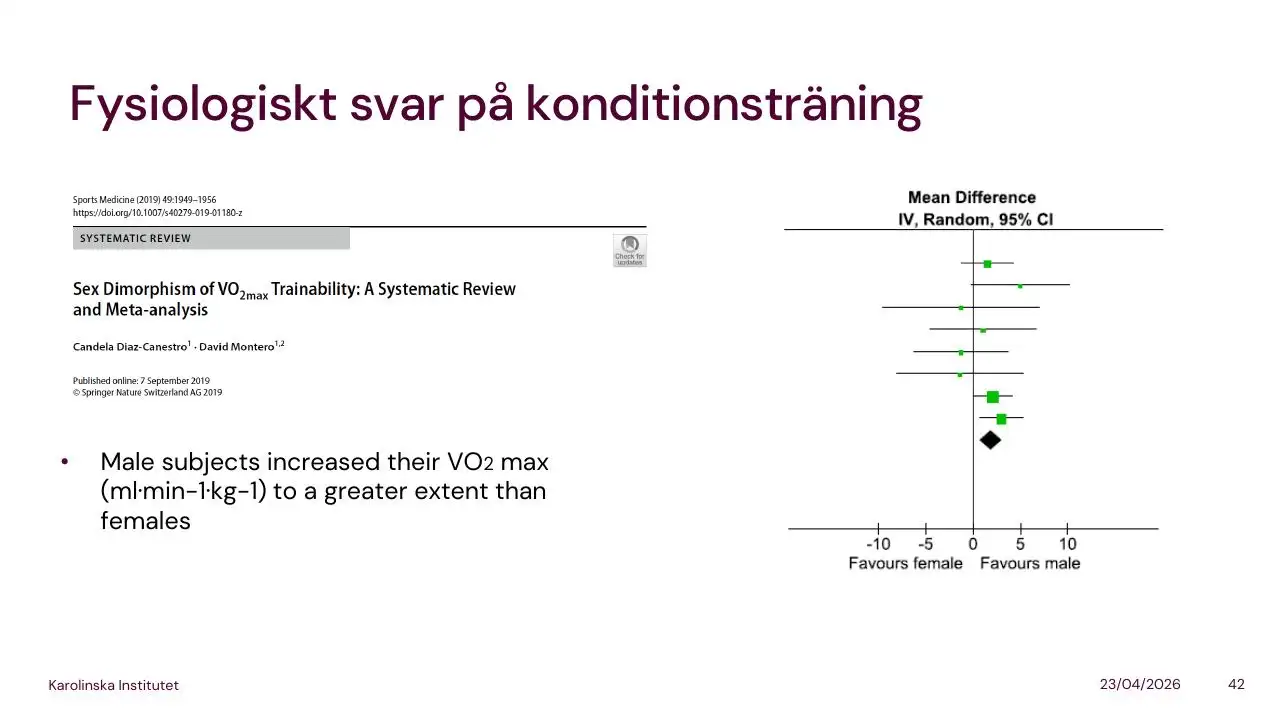 Fysiologiskt svar på konditionsträning
Sports Medicine (2019) 49:1949–1956
https://doi.org/10.1007/s40279-019-01180-z
SYSTEMATIC REVIEW
Check for
updates
Sex Dimorphism of VO2max Trainability: A Systematic Review
and Meta-analysis
Candela Diaz-Canestro1 · David Montero1,2
Published online: 7 September 2019
© Springer Nature Switzerland AG 2019
• Male subjects increased their VO2 max
(ml·min-1·kg-1) to a greater extent than
females
Mean Difference
IV, Random, 95% CI
-10 -5 0 5 10
Favours female Favours male
Karolinska Institutet
23/04/2026
42